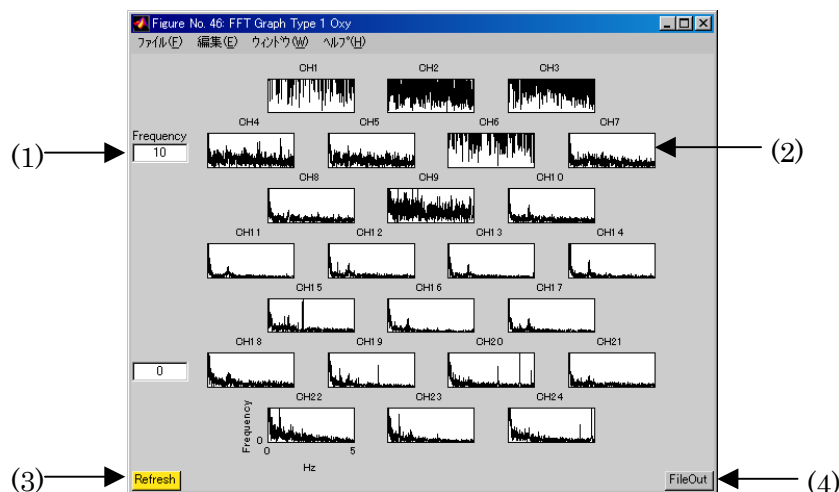 Figure No. 46: FFT Graph Type 1 Oxy
ファイル(F) 編集(E) ウィンドウ(W) ヘルプ(H)
CH1 CH2 CH3
Frequency
CH4 CH5 CH6 CH7
(1) 10 (2)
CH8 CH9 CH10
CH11 CH12 CH13 CH14
CH15 CH16 CH17
CH18 CH19 CH20 CH21
0
CH22 CH23 CH24
Frequency
0
0 5
Hz
(3) Refresh FileOut (4)